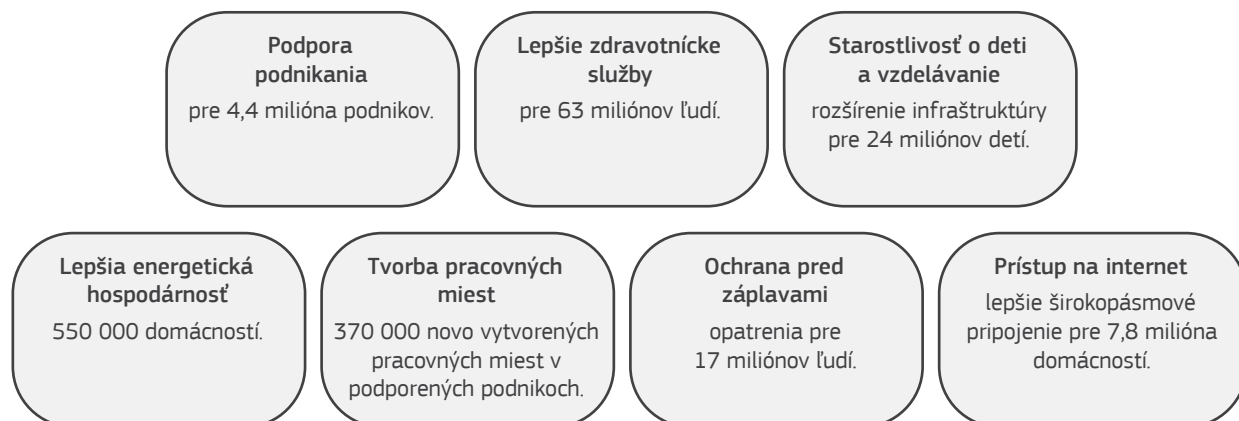 Podpora
podnikania
pre 4,4 milióna podnikov.
Lepšie zdravotnícke
služby
pre 63 miliónov ľudí.
Starostlivosť o deti
a vzdelávanie
rozšírenie infraštruktúry
pre 24 miliónov detí.
Lepšia energetická
hospodárnosť
550 000 domácností.
Tvorba pracovných
miest
370 000 novo vytvorených
pracovných miest v
podporených podnikoch.
Ochrana pred
záplavami
opatrenia pre
17 miliónov ľudí.
Prístup na internet
lepšie širokopásmové
pripojenie pre 7,8 milióna
domácností.